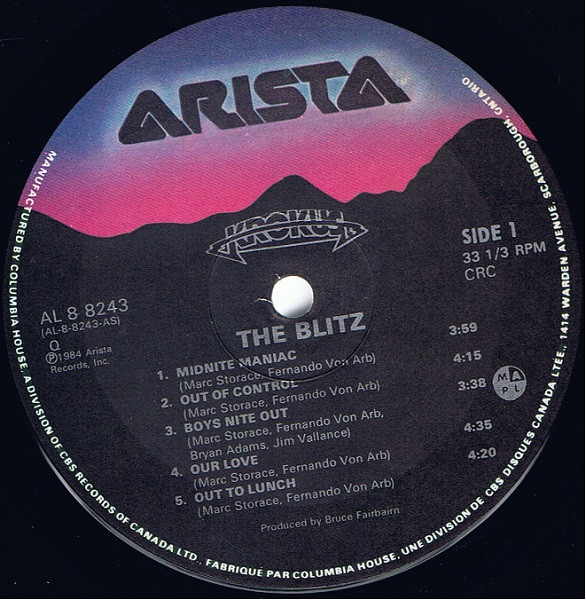 ARISTA
KROKUS
SIDE 1
33 1/3 RPM
CRC
AL 8 8243
(AL-8-8243-AS)
Q
Ⓟ1984 Arista
Records, Inc.
THE BLITZ
1. MIDNITE MANIAC 3:59
(Marc Storace, Fernando Von Arb)
2. OUT OF CONTROL 4:15
(Marc Storace, Fernando Von Arb)
3. BOYS NITE OUT 3:38
(Marc Storace, Fernando Von Arb,
Bryan Adams, Jim Vallance)
M A P L
4. OUR LOVE 4:35
(Marc Storace, Fernando Von Arb)
5. OUT TO LUNCH 4:20
(Marc Storace, Fernando Von Arb)
Produced by Bruce Fairbairn
MANUFACTURED BY COLUMBIA HOUSE, A DIVISION OF CBS RECORDS OF CANADA LTD., FABRIQUÉ PAR COLUMBIA HOUSE, UNE DIVISION DE CBS DISQUES CANADA LTÉE., 1414 WARDEN AVENUE, SCARBOROUGH, ONTARIO